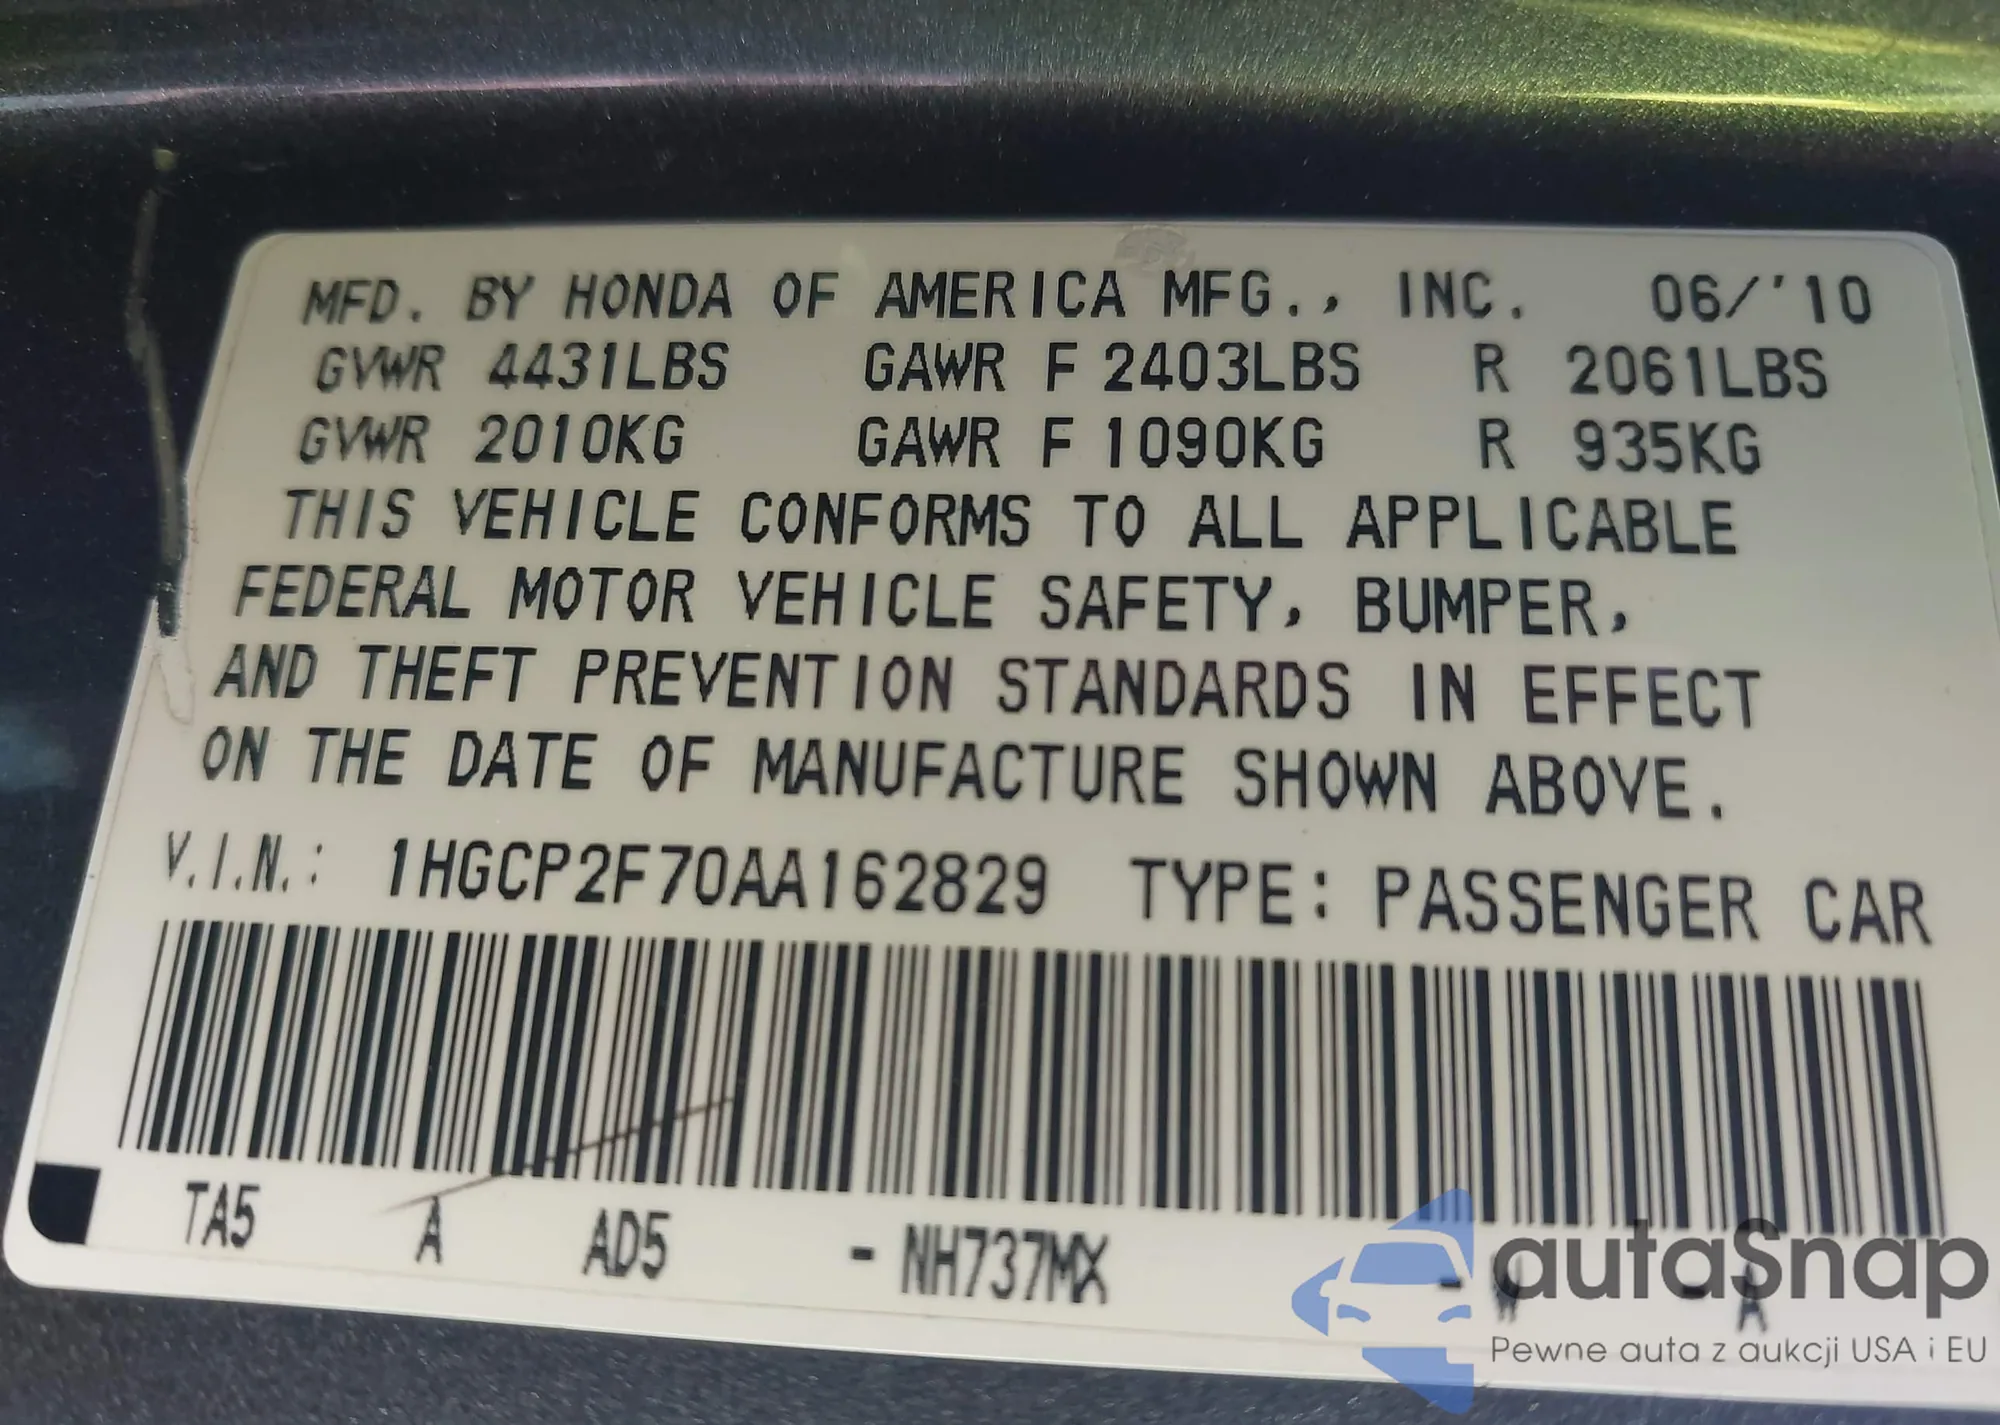 MFD. BY HONDA OF AMERICA MFG., INC. 06/'10
GVWR 4431LBS GAWR F 2403LBS R 2061LBS
GVWR 2010KG GAWR F 1090KG R 935KG
THIS VEHICLE CONFORMS TO ALL APPLICABLE
FEDERAL MOTOR VEHICLE SAFETY, BUMPER,
AND THEFT PREVENTION STANDARDS IN EFFECT
ON THE DATE OF MANUFACTURE SHOWN ABOVE.
V.I.N.: 1HGCP2F70AA162829 TYPE: PASSENGER CAR
TA5 A AD5 - NH737MX - W - A
autaSnap
Pewne auta z aukcji USA i EU